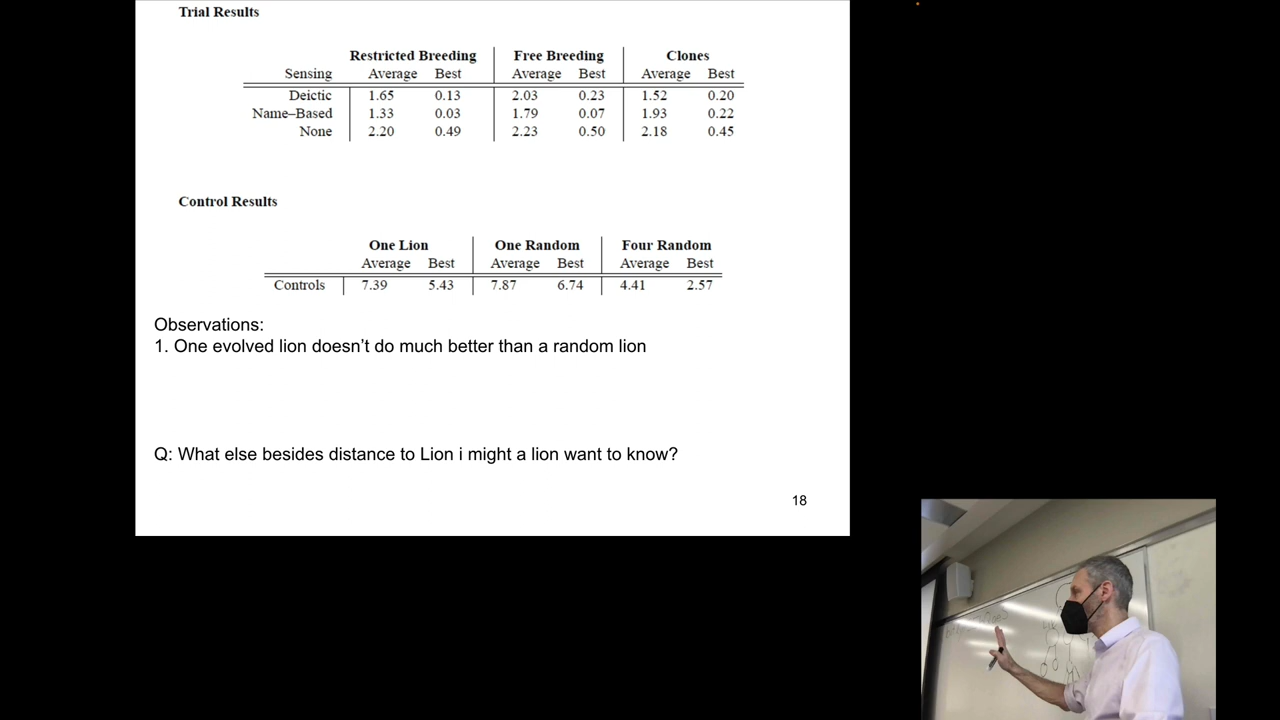 Trial Results
Restricted Breeding Free Breeding Clones
Sensing Average Best Average Best Average Best
Deictic 1.65 0.13 2.03 0.23 1.52 0.20
Name–Based 1.33 0.03 1.79 0.07 1.93 0.22
None 2.20 0.49 2.23 0.50 2.18 0.45
Control Results
One Lion One Random Four Random
Average Best Average Best Average Best
Controls 7.39 5.43 7.87 6.74 4.41 2.57
Observations:
1. One evolved lion doesn’t do much better than a random lion
Q: What else besides distance to Lion i might a lion want to know?
18